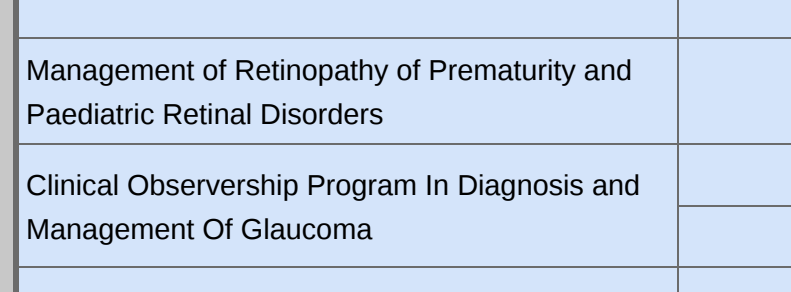 Management of Retinopathy of Prematurity and
Paediatric Retinal Disorders
Clinical Observership Program In Diagnosis and
Management Of Glaucoma